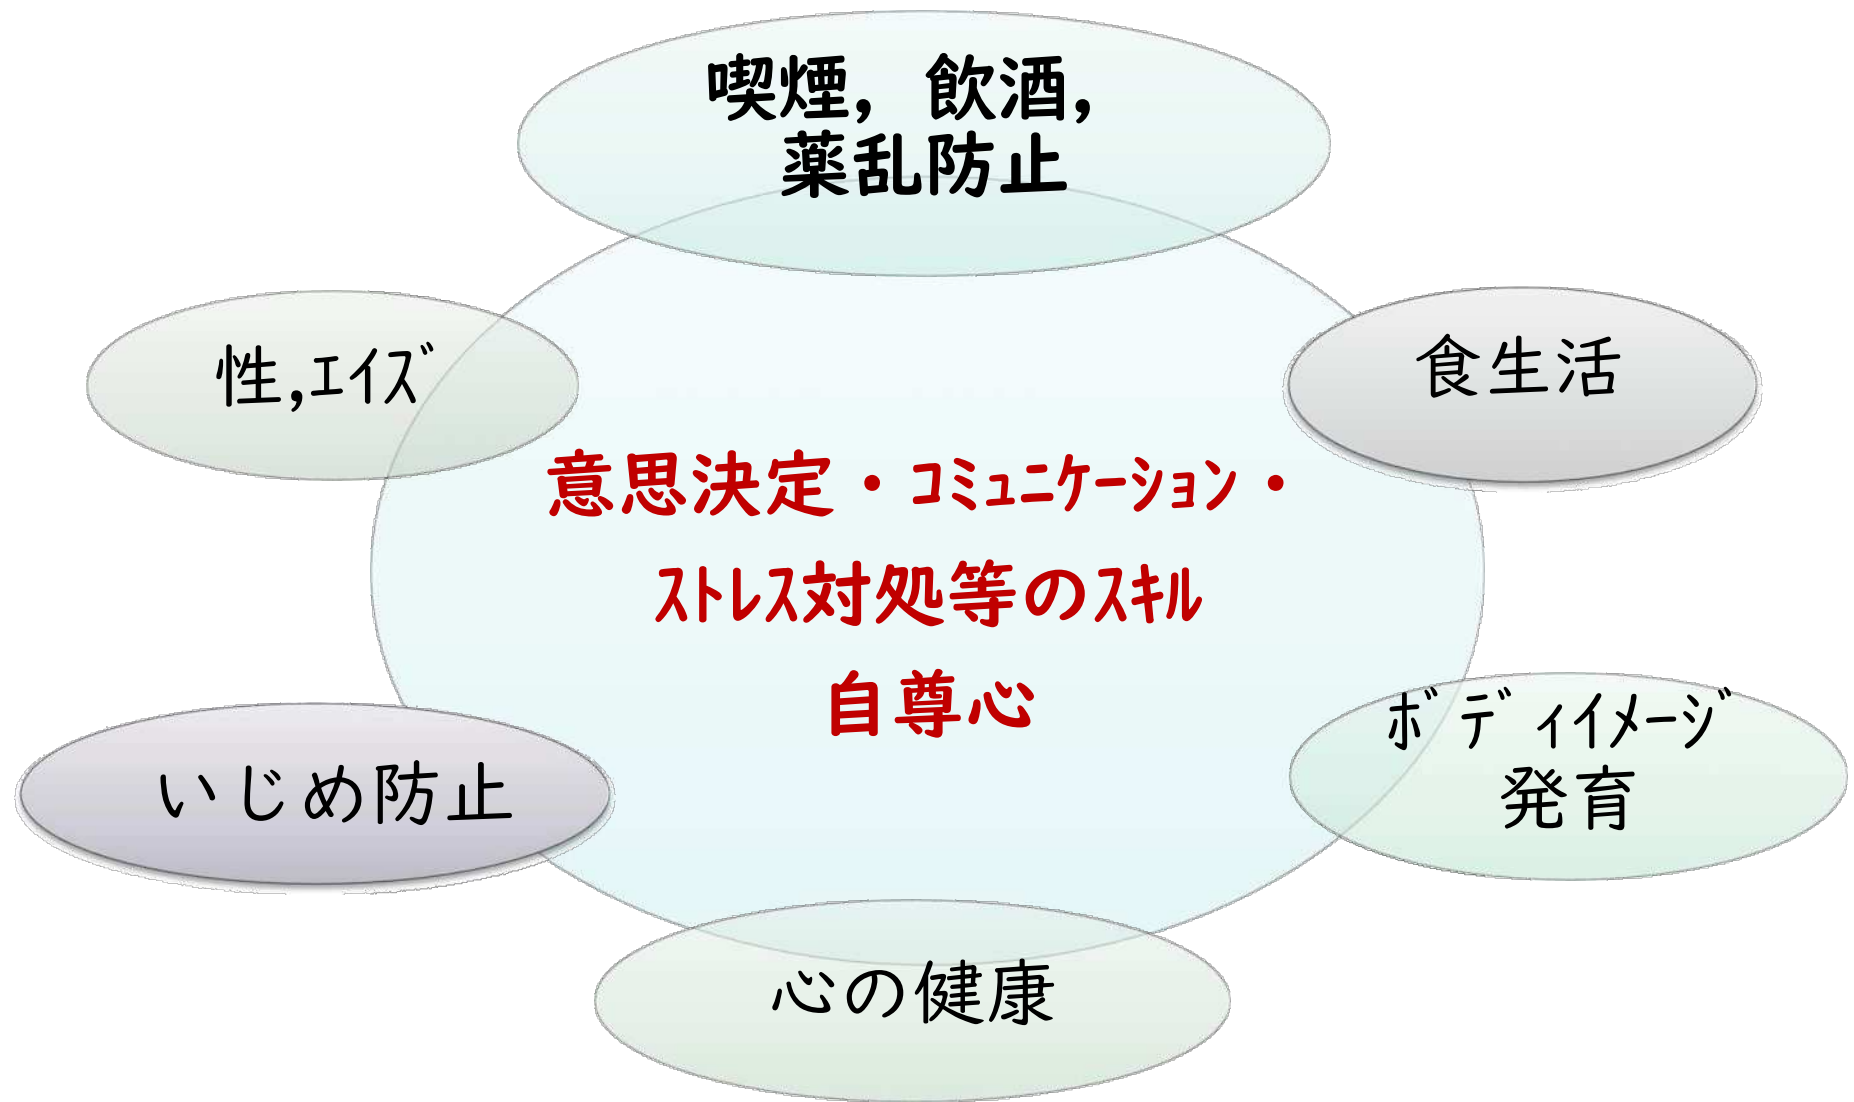 喫煙，飲酒，
薬乱防止
性,ｴｲｽﾞ
食生活
意思決定・ｺﾐｭﾆｹｰｼｮﾝ・
ｽﾄﾚｽ対処等のｽｷﾙ
自尊心
ﾎﾞﾃﾞｨｲﾒｰｼﾞ
発育
いじめ防止
心の健康